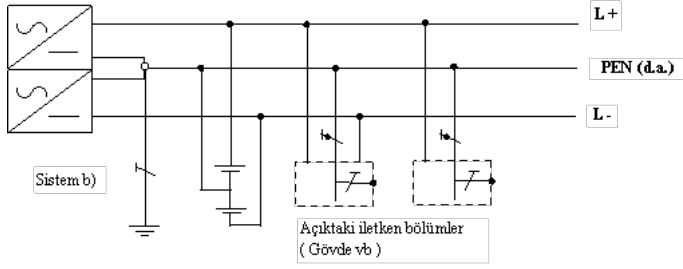 L +
PEN (d.a.)
L -
Sistem b)
Açıktaki iletken bölümler
( Gövde vb )